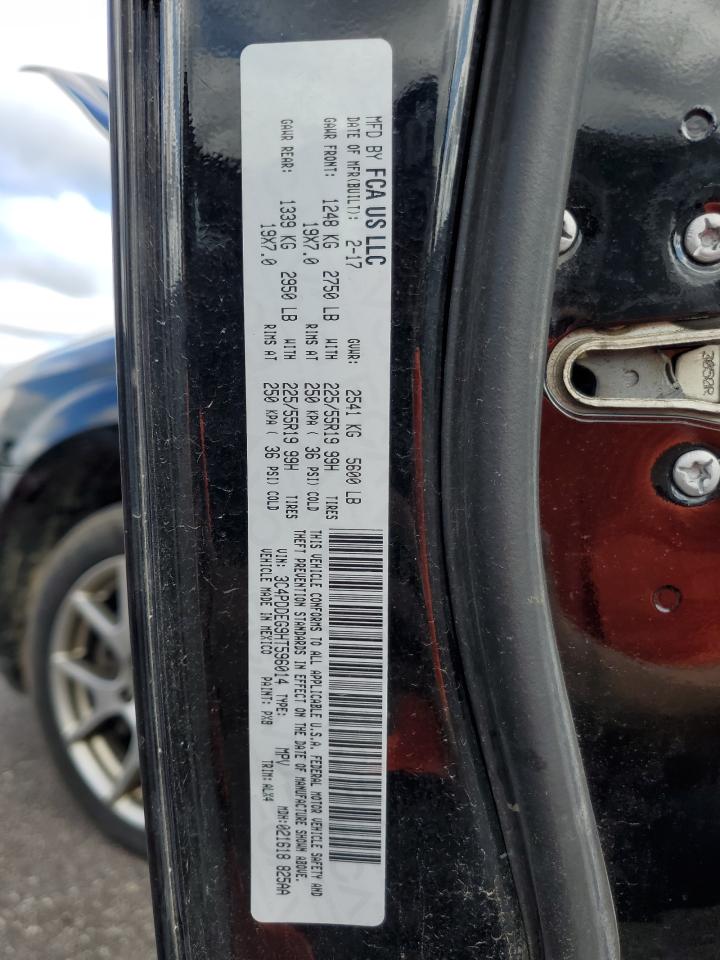 MFD BY FCA US LLC
DATE OF MFR(BUILT): 2-17 GVWR: 2541 KG 5600 LB
GAWR FRONT: 1248 KG 2750 LB WITH 225/55R19 99H TIRES
19X7.0 RIMS AT 250 KPA ( 36 PSI) COLD
GAWR REAR: 1339 KG 2950 LB WITH 225/55R19 99H TIRES
19X7.0 RIMS AT 250 KPA ( 36 PSI) COLD
THIS VEHICLE CONFORMS TO ALL APPLICABLE U.S.A. FEDERAL MOTOR VEHICLE SAFETY AND
THEFT PREVENTION STANDARDS IN EFFECT ON THE DATE OF MANUFACTURE SHOWN ABOVE.
VIN: 3C4PDDEG9HT596014 TYPE: MPV MDH:021618 825AA
VEHICLE MADE IN MEXICO PAINT: PX8 TRIM: ALX4